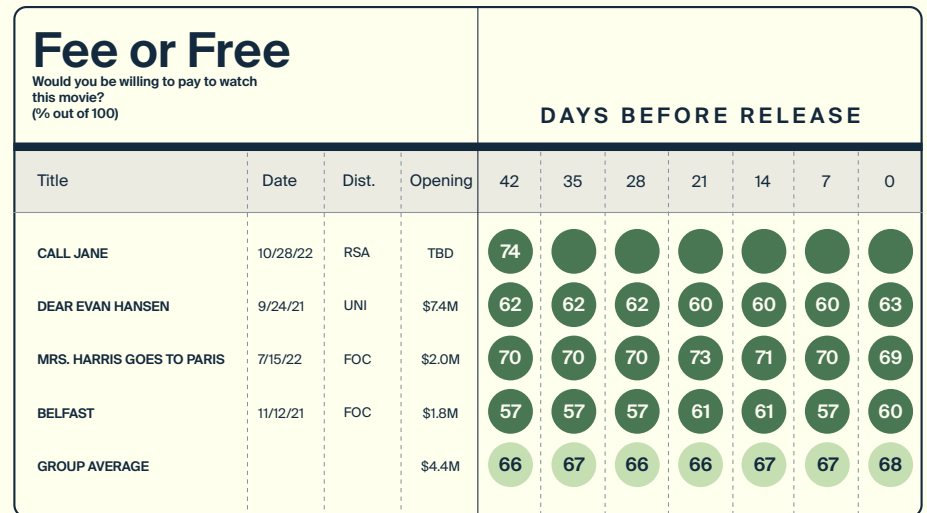 Fee or Free
Would you be willing to pay to watch
this movie?
(% out of 100)
DAYS BEFORE RELEASE
Title Date Dist. Opening 42 35 28 21 14 7 0
CALL JANE 10/28/22 RSA TBD 74
DEAR EVAN HANSEN 9/24/21 UNI $7.4M 62 62 62 60 60 60 63
MRS. HARRIS GOES TO PARIS 7/15/22 FOC $2.0M 70 70 70 73 71 70 69
BELFAST 11/12/21 FOC $1.8M 57 57 57 61 61 57 60
GROUP AVERAGE $4.4M 66 67 66 66 67 67 68